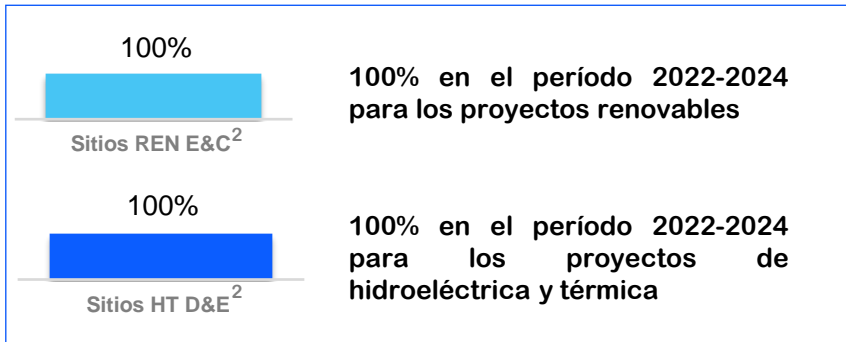 100%
Sitios REN E&C²
100% en el período 2022-2024
para los proyectos renovables
100%
Sitios HT D&E²
100% en el período 2022-2024
para los proyectos de
hidroeléctrica y térmica